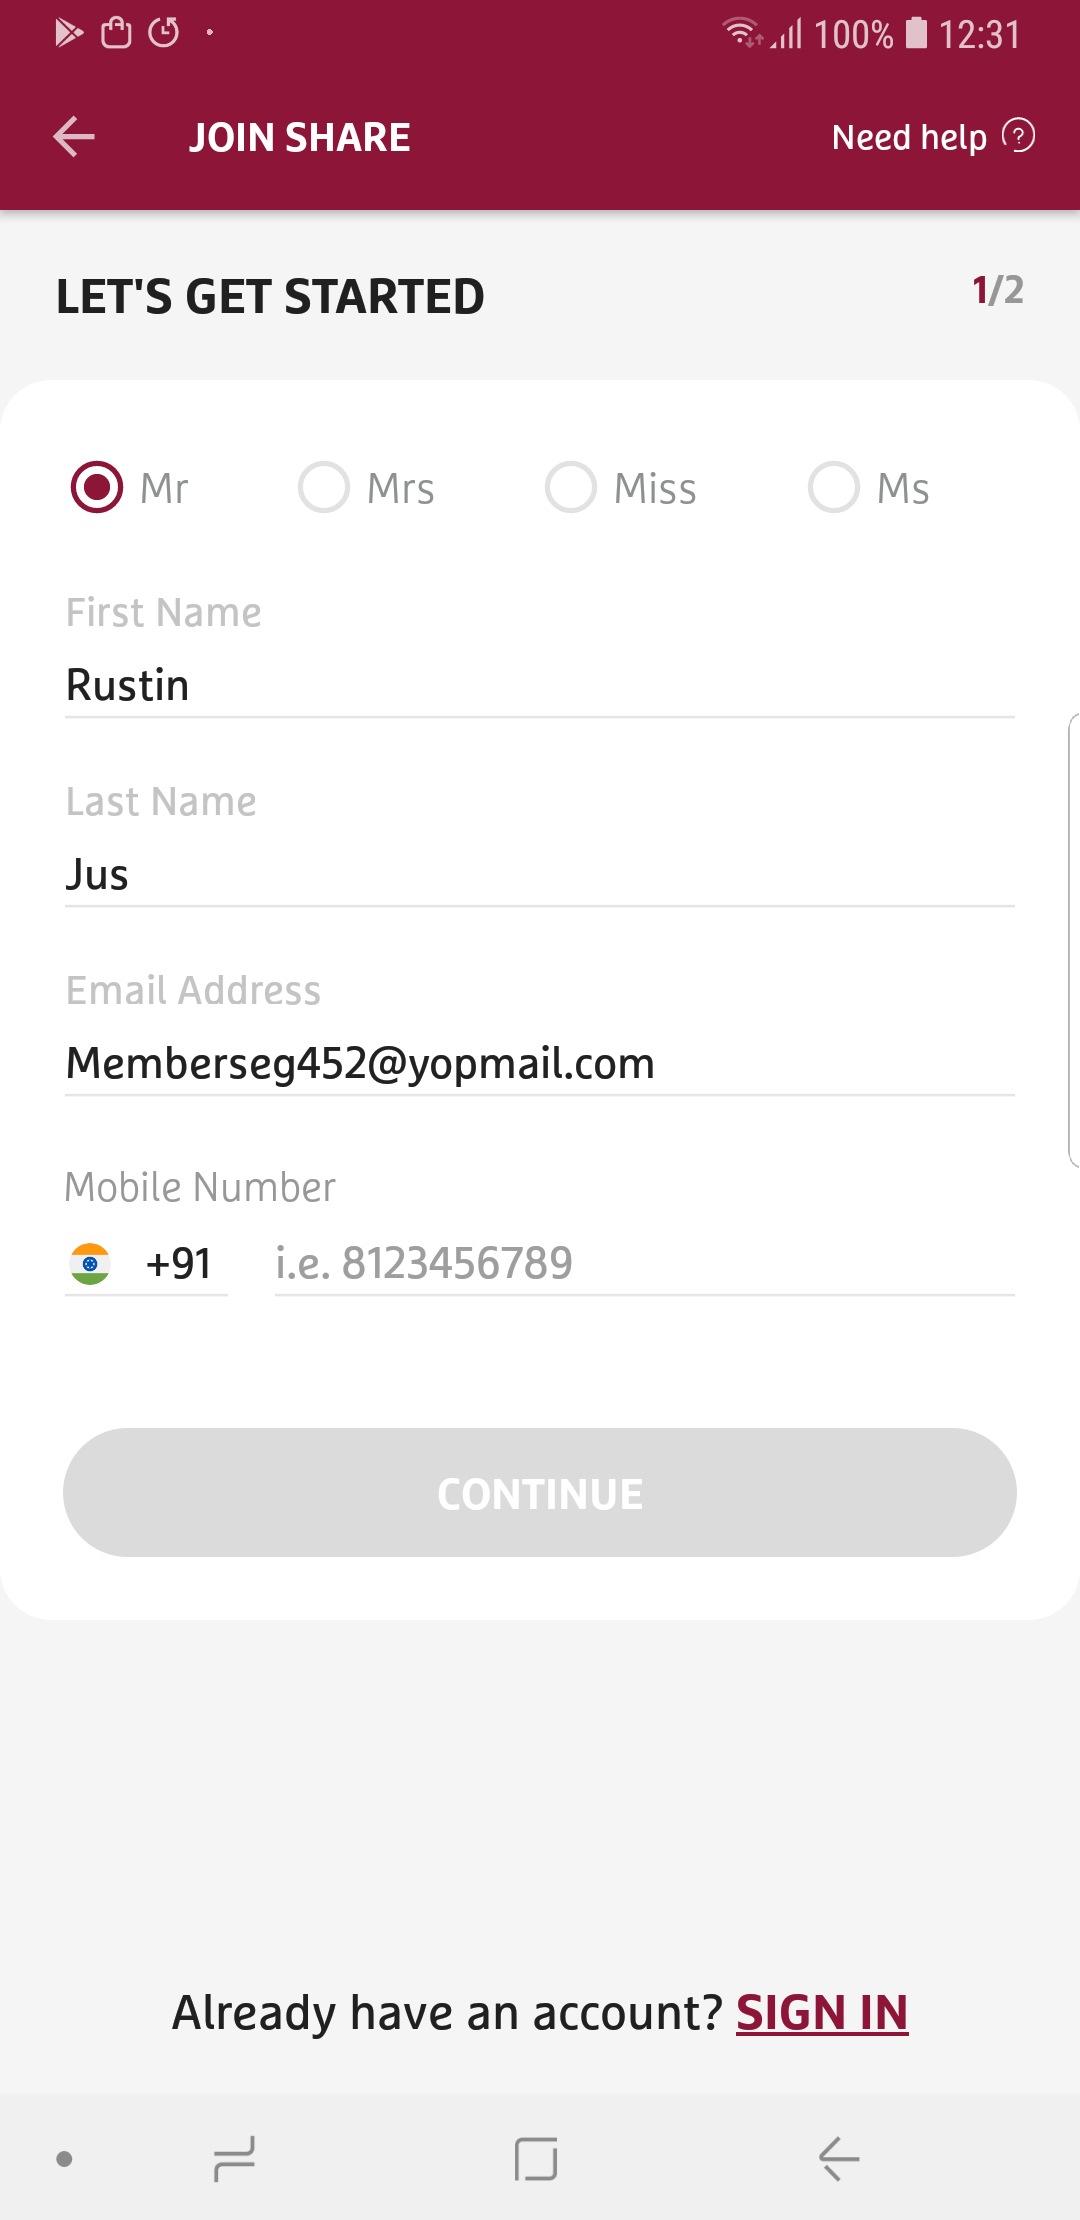 100% 12:31
JOIN SHARE Need help ?
LET'S GET STARTED 1/2
Mr Mrs Miss Ms
First Name
Rustin
Last Name
Jus
Email Address
Memberseg452@yopmail.com
Mobile Number
+91 i.e. 8123456789
CONTINUE
Already have an account? SIGN IN